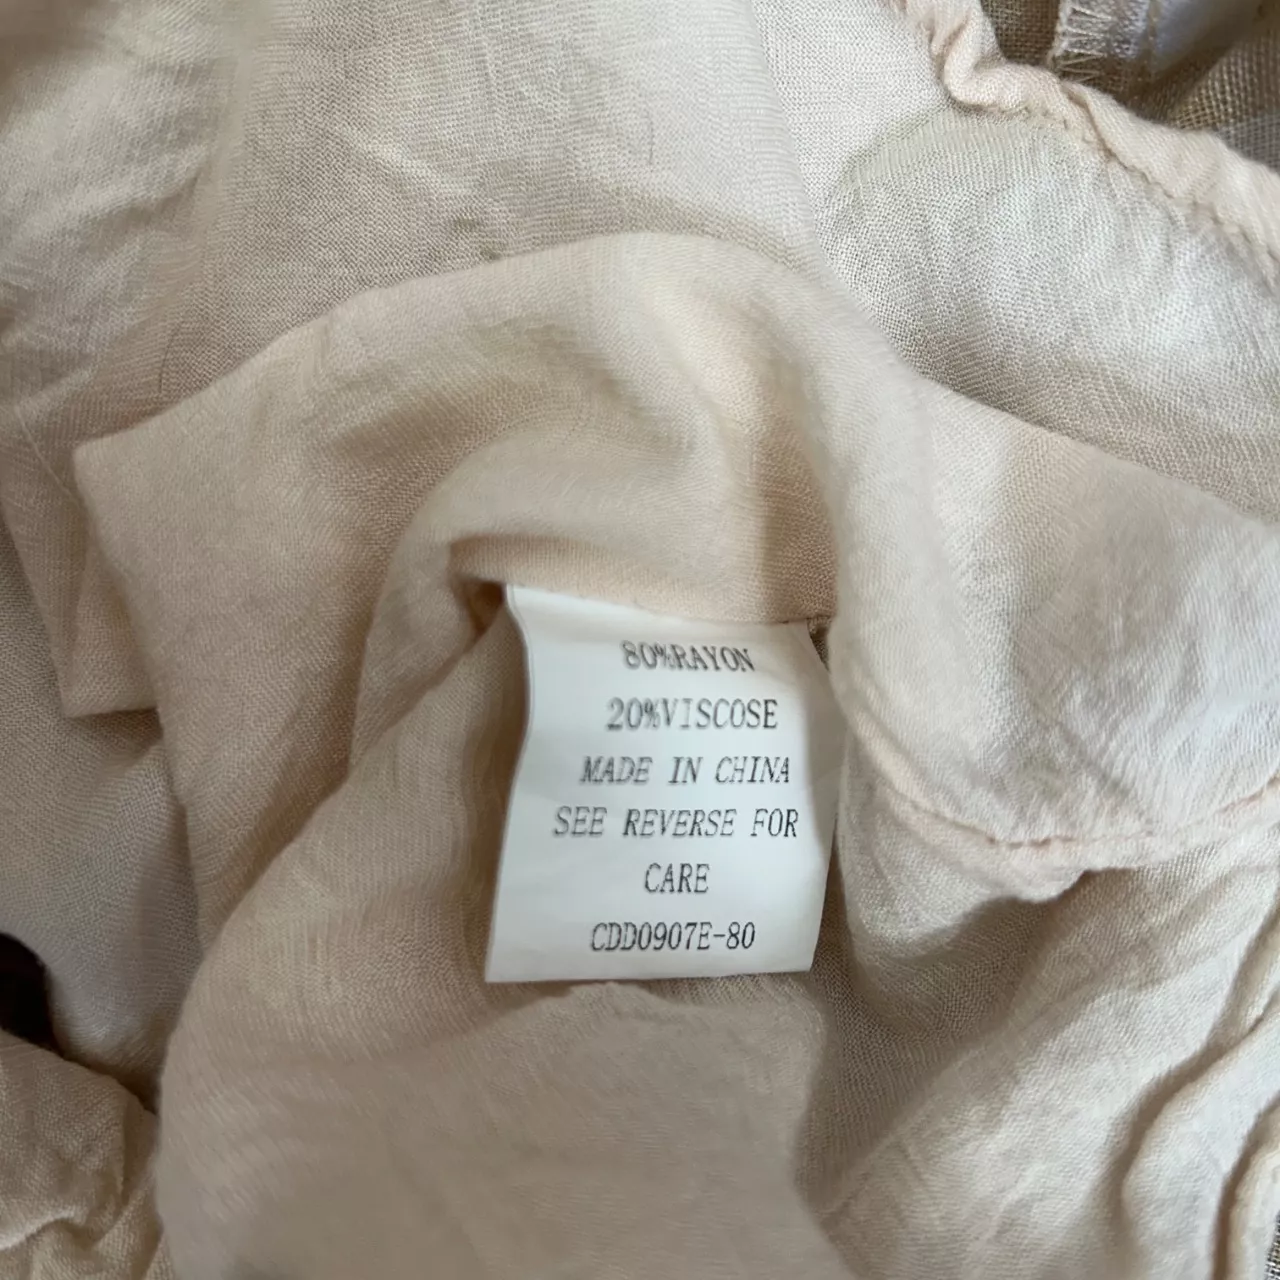 80%RAYON
20%VISCOSE
MADE IN CHINA
SEE REVERSE FOR
CARE
CDD0907E-80